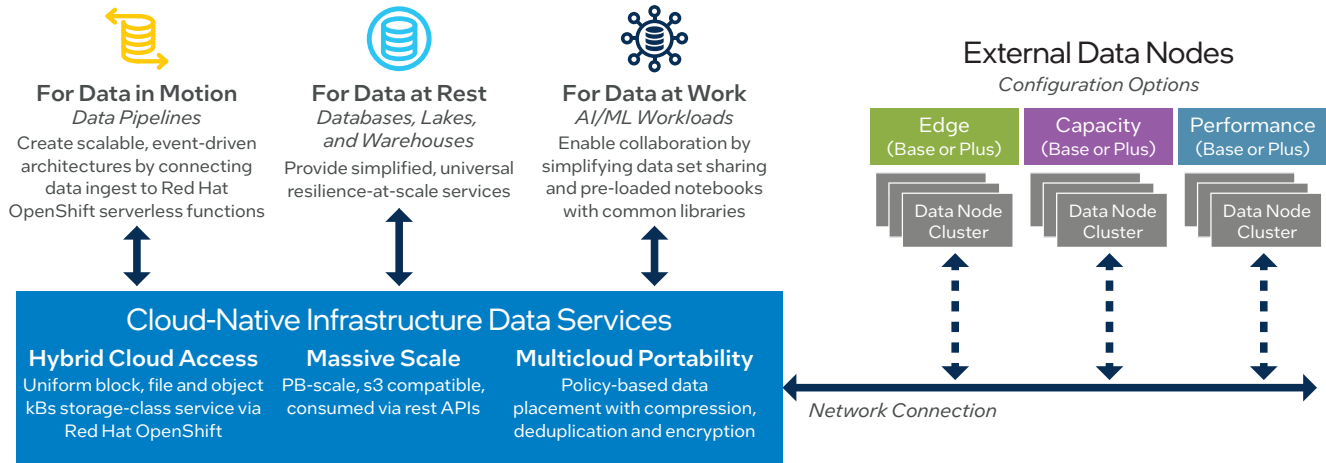 For Data in Motion
Data Pipelines
Create scalable, event-driven
architectures by connecting
data ingest to Red Hat
OpenShift serverless functions
For Data at Rest
Databases, Lakes,
and Warehouses
Provide simplified, universal
resilience-at-scale services
For Data at Work
AI/ML Workloads
Enable collaboration by
simplifying data set sharing
and pre-loaded notebooks
with common libraries
External Data Nodes
Configuration Options
Edge
(Base or Plus)
Capacity
(Base or Plus)
Performance
(Base or Plus)
Data Node
Cluster
Data Node
Cluster
Data Node
Cluster
Cloud-Native Infrastructure Data Services
Hybrid Cloud Access
Uniform block, file and object
kBs storage-class service via
Red Hat OpenShift
Massive Scale
PB-scale, s3 compatible,
consumed via rest APIs
Multicloud Portability
Policy-based data
placement with compression,
deduplication and encryption
Network Connection